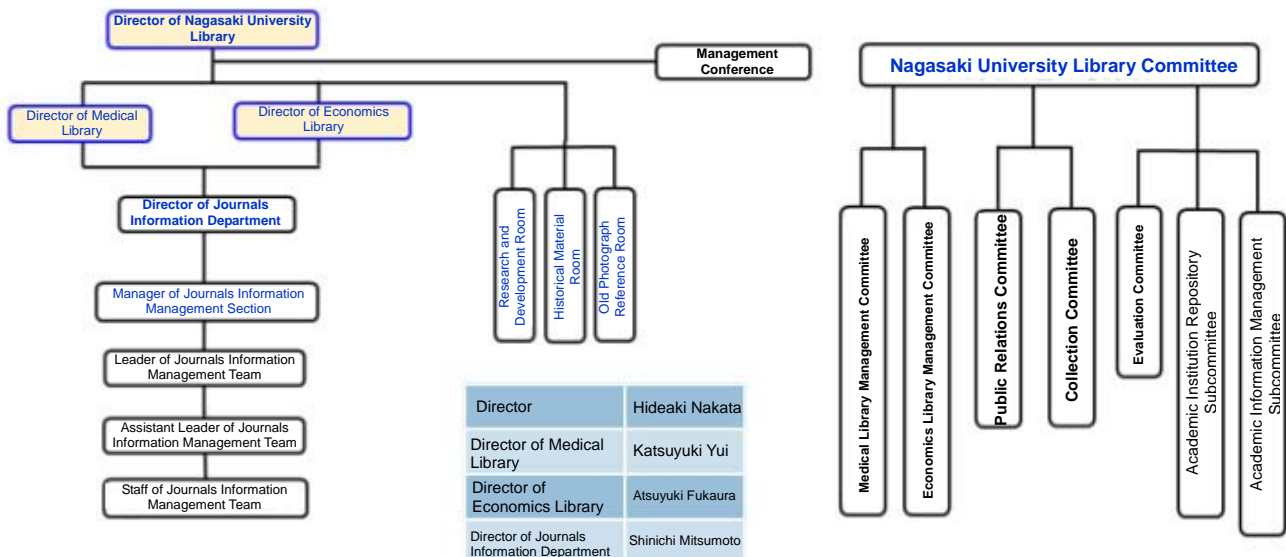 Director of Nagasaki University
Library
Management
Conference
Director of Medical
Library
Director of Economics
Library
Director of Journals
Information Department
Manager of Journals Information
Management Section
Leader of Journals Information
Management Team
Assistant Leader of Journals
Information Management Team
Staff of Journals Information
Management Team
Research and
Development Room
Historical Material
Room
Old Photograph
Reference Room
Director
Hideaki Nakata
Director of Medical
Library
Katsuyuki Yui
Director of
Economics Library
Atsuyuki Fukaura
Director of Journals
Information Department
Shinichi Mitsumoto
Nagasaki University Library Committee
Medical Library Management Committee
Economics Library Management Committee
Public Relations Committee
Collection Committee
Evaluation Committee
Academic Institution Repository
Subcommittee
Academic Information Management
Subcommittee